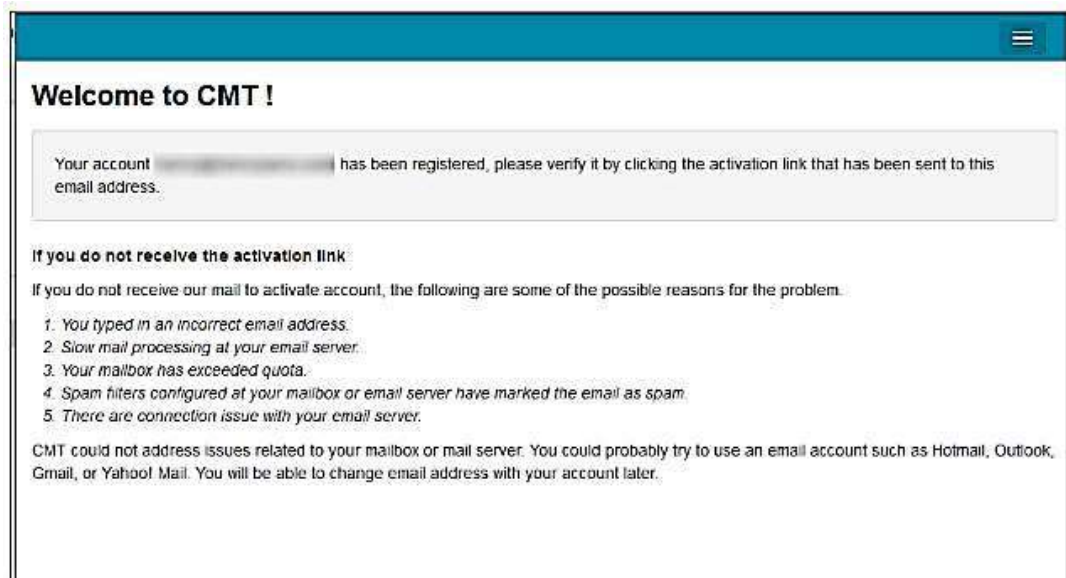 Welcome to CMT !
Your account has been registered, please verify it by clicking the activation link that has been sent to this
email address.
If you do not receive the activation link
If you do not receive our mail to activate account, the following are some of the possible reasons for the problem.
1. You typed in an incorrect email address.
2. Slow mail processing at your email server.
3. Your mailbox has exceeded quota.
4. Spam filters configured at your mailbox or email server have marked the email as spam.
5. There are connection issue with your email server.
CMT could not address issues related to your mailbox or mail server. You could probably try to use an email account such as Hotmail, Outlook,
Gmail, or Yahoo! Mail. You will be able to change email address with your account later.